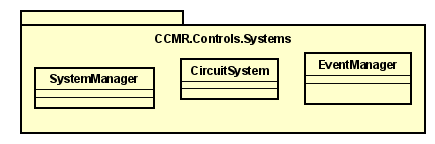 CCMR.Controls.Systems
SystemManager
CircuitSystem
EventManager